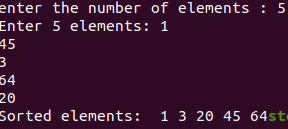 enter the number of elements : 5
Enter 5 elements: 1
45
3
64
20
Sorted elements:  1 3 20 45 64st